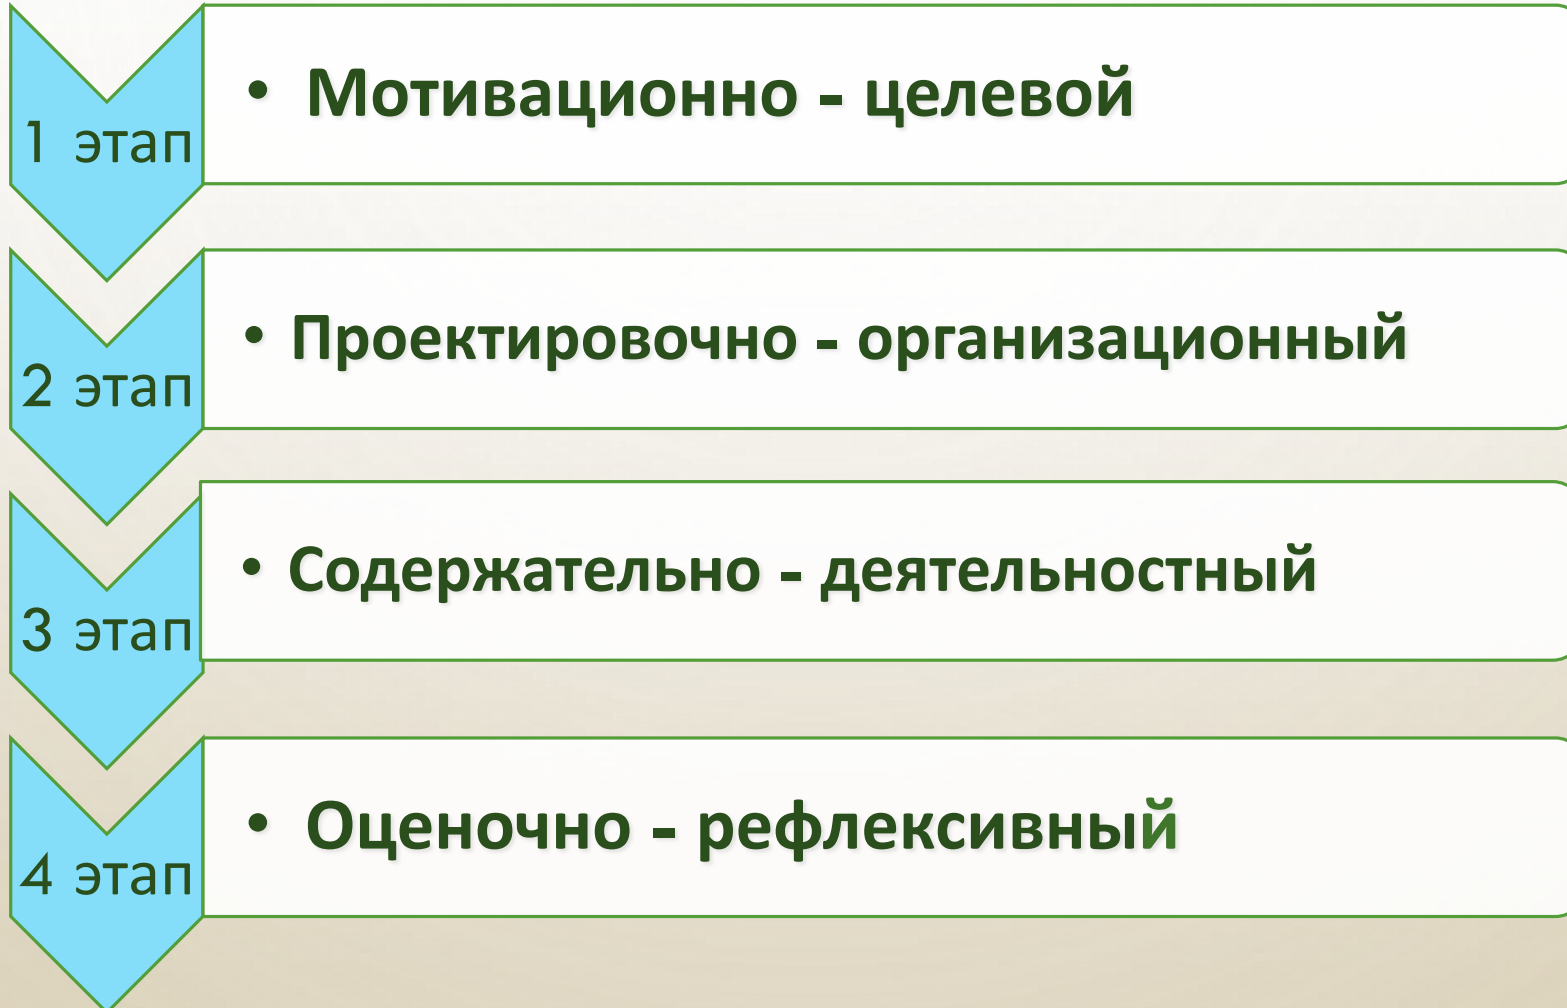 1 этап
• Мотивационно - целевой
2 этап
• Проектировочно - организационный
3 этап
• Содержательно - деятельностный
4 этап
• Оценочно - рефлексивный